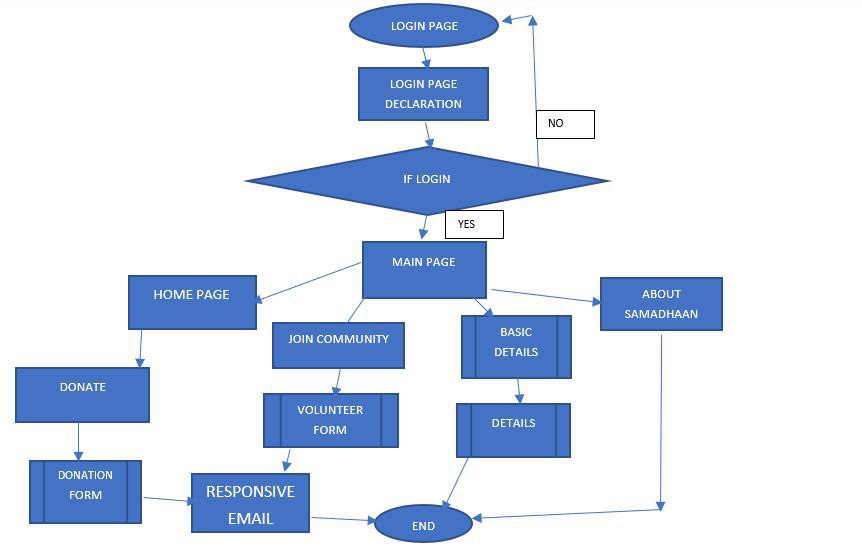 LOGIN PAGE
LOGIN PAGE
DECLARATION
NO
IF LOGIN
YES
MAIN PAGE
HOME PAGE
ABOUT
SAMADHAAN
JOIN COMMUNITY
BASIC
DETAILS
DONATE
VOLUNTEER
FORM
DETAILS
DONATION
FORM
RESPONSIVE
EMAIL
END